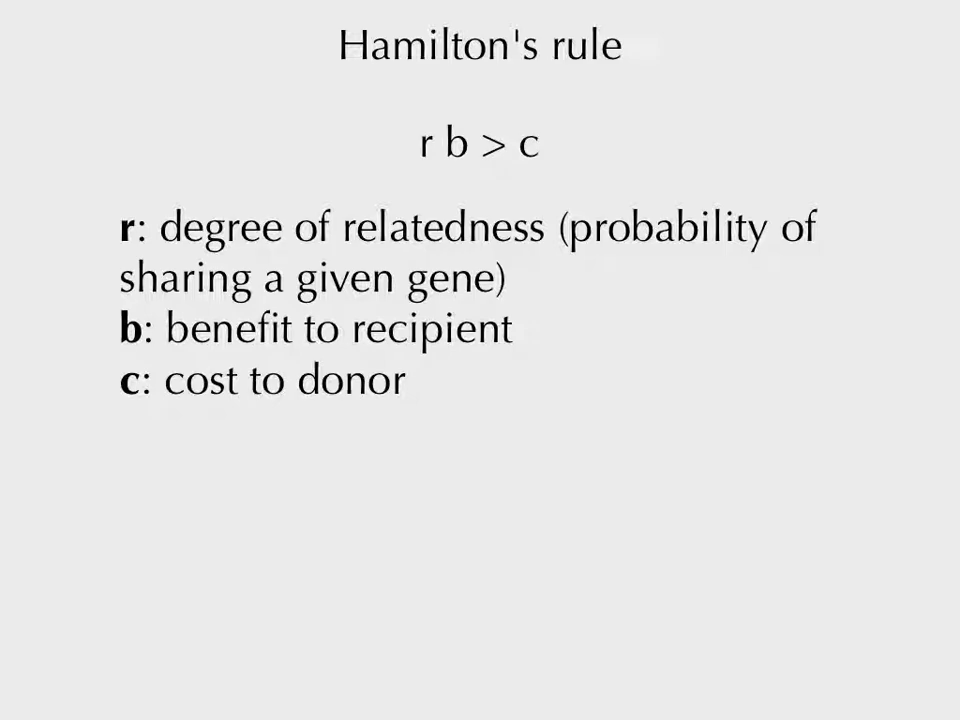 Hamilton's rule
r b > c
r: degree of relatedness (probability of
sharing a given gene)
b: benefit to recipient
c: cost to donor